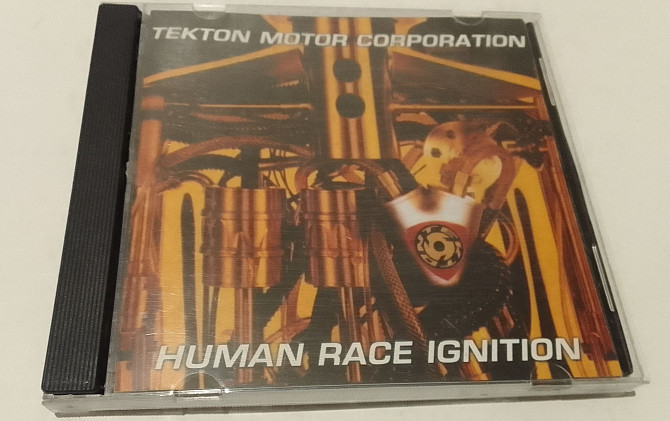 TEKTON MOTOR CORPORATION
HUMAN RACE IGNITION